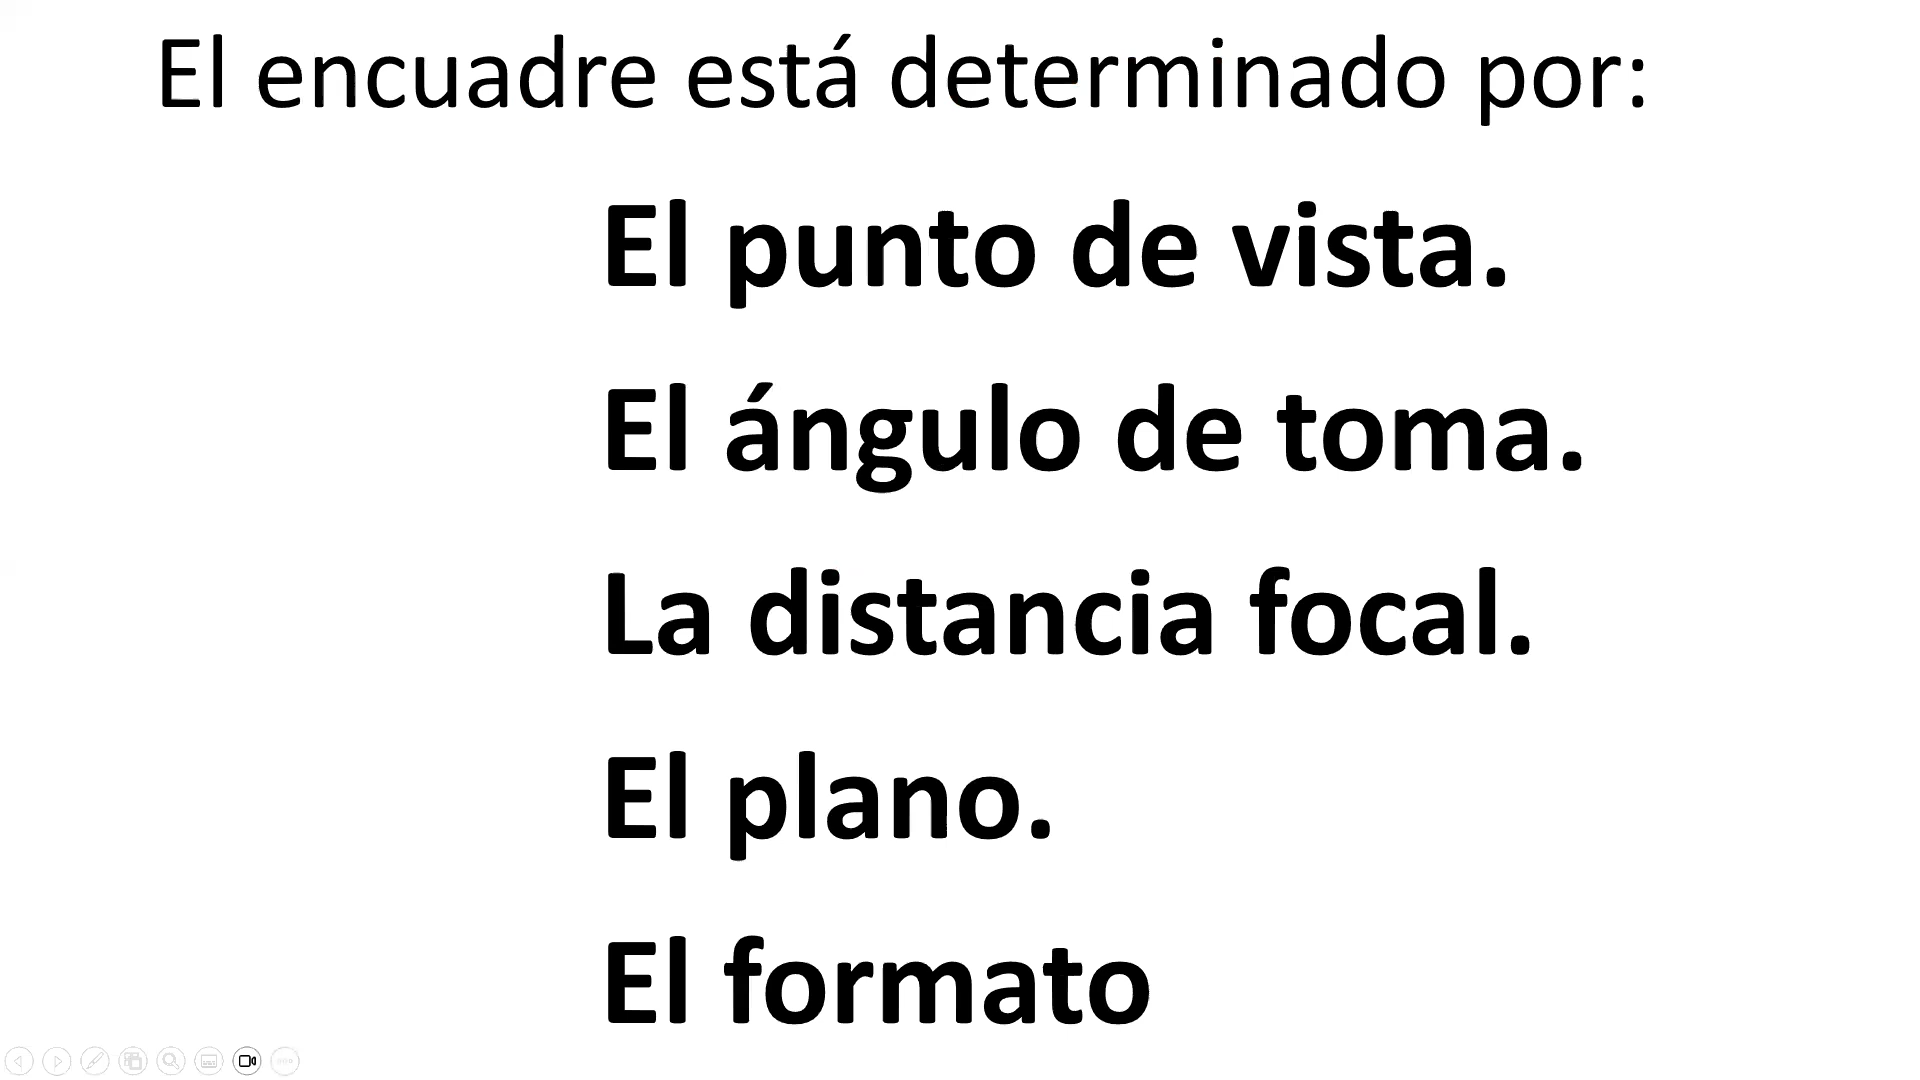 El encuadre está determinado por:
El punto de vista.
El ángulo de toma.
La distancia focal.
El plano.
El formato